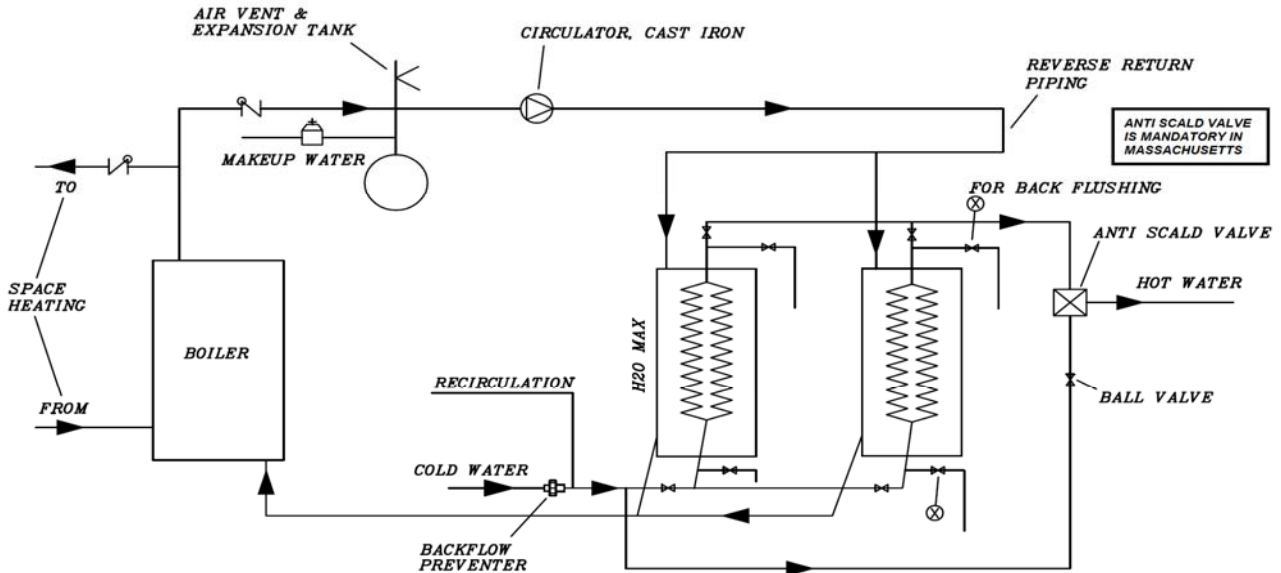 AIR VENT &
EXPANSION TANK
CIRCULATOR, CAST IRON
REVERSE RETURN
PIPING
ANTI SCALD VALVE
IS MANDATORY IN
MASSACHUSETTS
MAKEUP WATER
TO
FOR BACK FLUSHING
ANTI SCALD VALVE
SPACE
HEATING
HOT WATER
BOILER
H20 MAX
RECIRCULATION
FROM
BALL VALVE
COLD WATER
BACKFLOW
PREVENTER